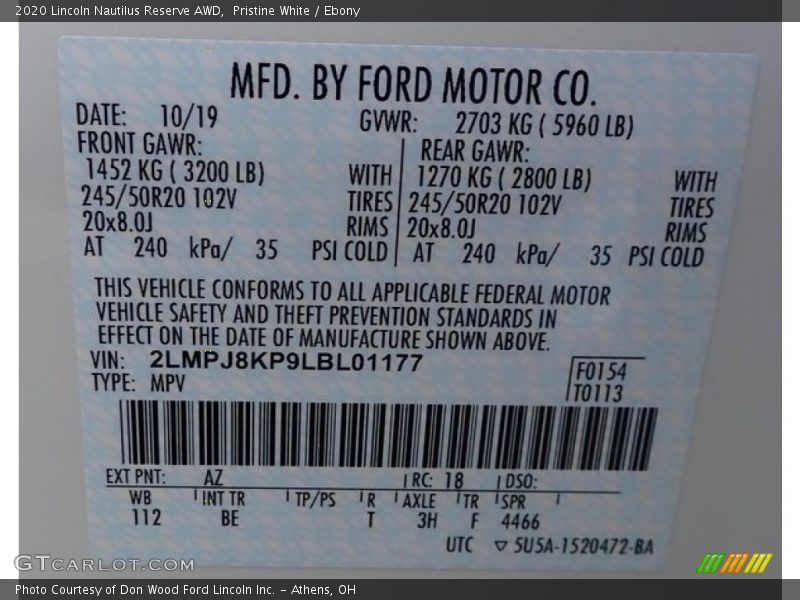 2020 Lincoln Nautilus Reserve AWD, Pristine White / Ebony
MFD. BY FORD MOTOR CO.
DATE: 10/19 GVWR: 2703 KG ( 5960 LB)
FRONT GAWR: REAR GAWR:
1452 KG ( 3200 LB) WITH 1270 KG ( 2800 LB) WITH
245/50R20 102V TIRES 245/50R20 102V TIRES
20x8.0J RIMS 20x8.0J RIMS
AT 240 kPa/ 35 PSI COLD AT 240 kPa/ 35 PSI COLD
THIS VEHICLE CONFORMS TO ALL APPLICABLE FEDERAL MOTOR
VEHICLE SAFETY AND THEFT PREVENTION STANDARDS IN
EFFECT ON THE DATE OF MANUFACTURE SHOWN ABOVE.
VIN: 2LMPJ8KP9LBL01177 F0154
TYPE: MPV T0113
EXT PNT: AZ RC: 18 DSO:
WB INT TR TP/PS R AXLE TR SPR
112 BE T 3H F 4466
UTC ▽ 5U5A-1520472-BA
GTCARLOT.COM
Photo Courtesy of Don Wood Ford Lincoln Inc. - Athens, OH